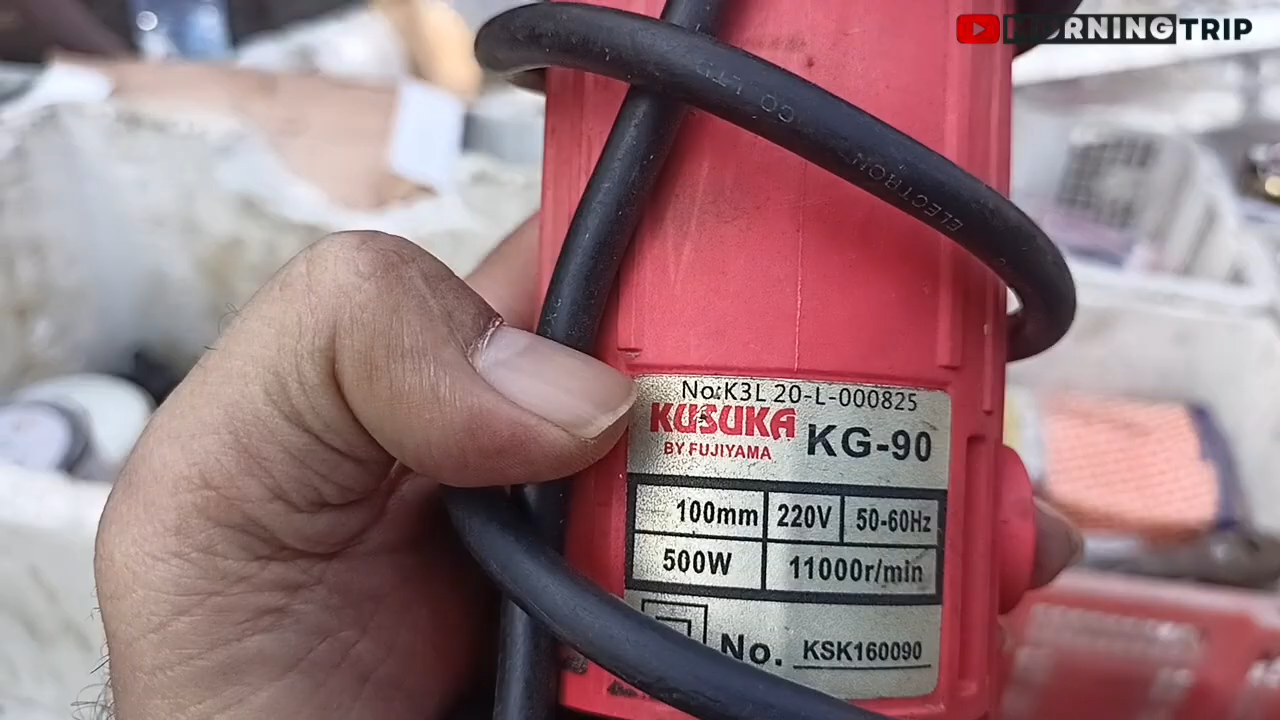 MORNINGTRIP
CO LTD
ELECTRON
No:K3L 20-L-000825
KUSUKA
BY FUJIYAMA
KG-90
100mm 220V 50-60Hz
500W 11000r/min
No. KSK160090